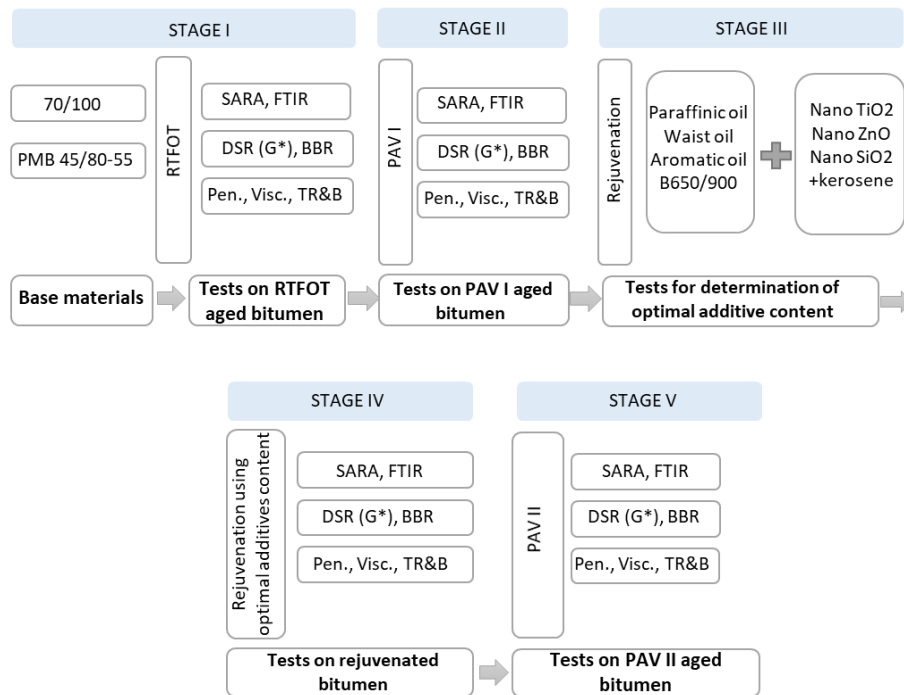 STAGE I
70/100
PMB 45/80-55
RTFOT
SARA, FTIR
DSR (G*), BBR
Pen., Visc., TR&B
Base materials
Tests on RTFOT
aged bitumen
STAGE II
PAV I
SARA, FTIR
DSR (G*), BBR
Pen., Visc., TR&B
Tests on PAV I aged
bitumen
STAGE III
Rejuvenation
Paraffinic oil
Waist oil
Aromatic oil
B650/900
Nano TiO2
Nano ZnO
Nano SiO2
+kerosene
Tests for determination of
optimal additive content
STAGE IV
Rejuvenation using
optimal additives content
SARA, FTIR
DSR (G*), BBR
Pen., Visc., TR&B
Tests on rejuvenated
bitumen
STAGE V
PAV II
SARA, FTIR
DSR (G*), BBR
Pen., Visc., TR&B
Tests on PAV II aged
bitumen